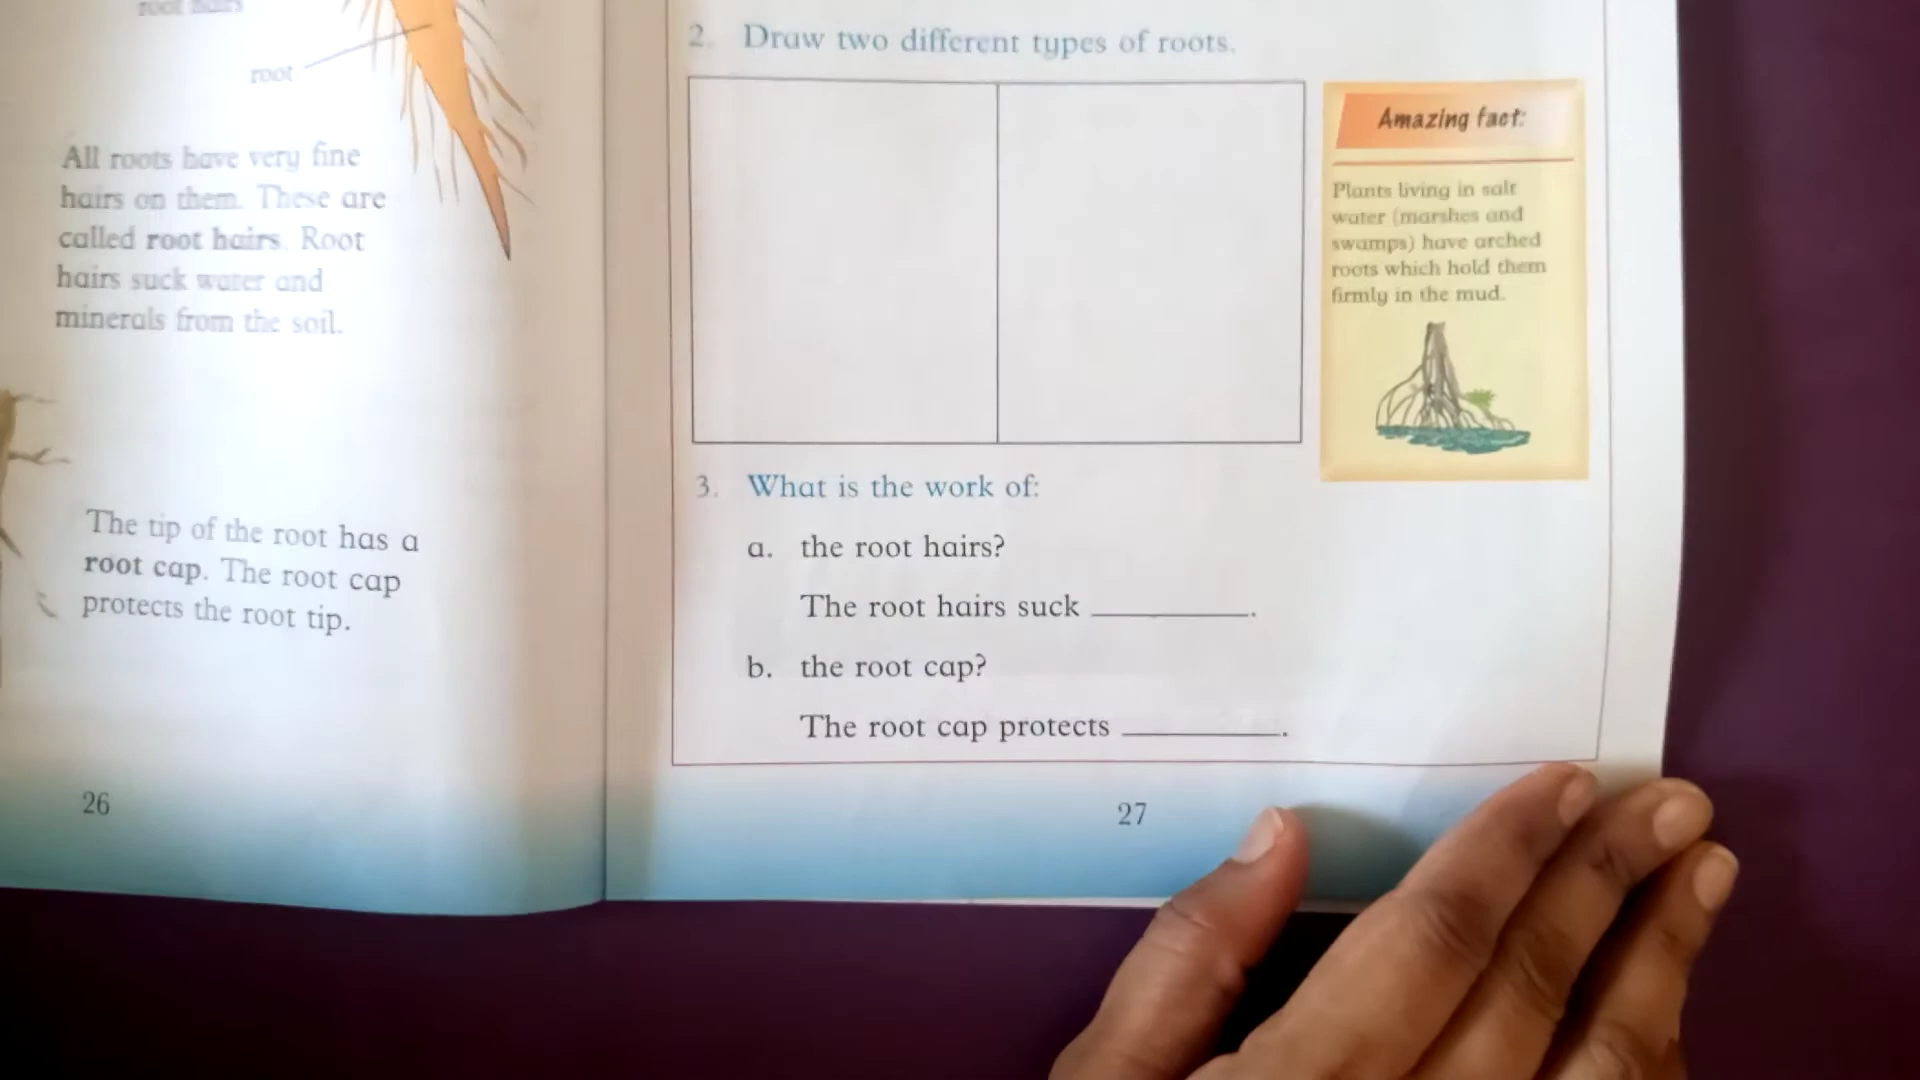 root hairs
root
All roots have very fine
hairs on them. These are
called root hairs. Root
hairs suck water and
minerals from the soil.
The tip of the root has a
root cap. The root cap
protects the root tip.
26
2. Draw two different types of roots.
Amazing fact:
Plants living in salt
water (marshes and
swamps) have arched
roots which hold them
firmly in the mud.
3. What is the work of:
a. the root hairs?
The root hairs suck __________.
b. the root cap?
The root cap protects __________.
27